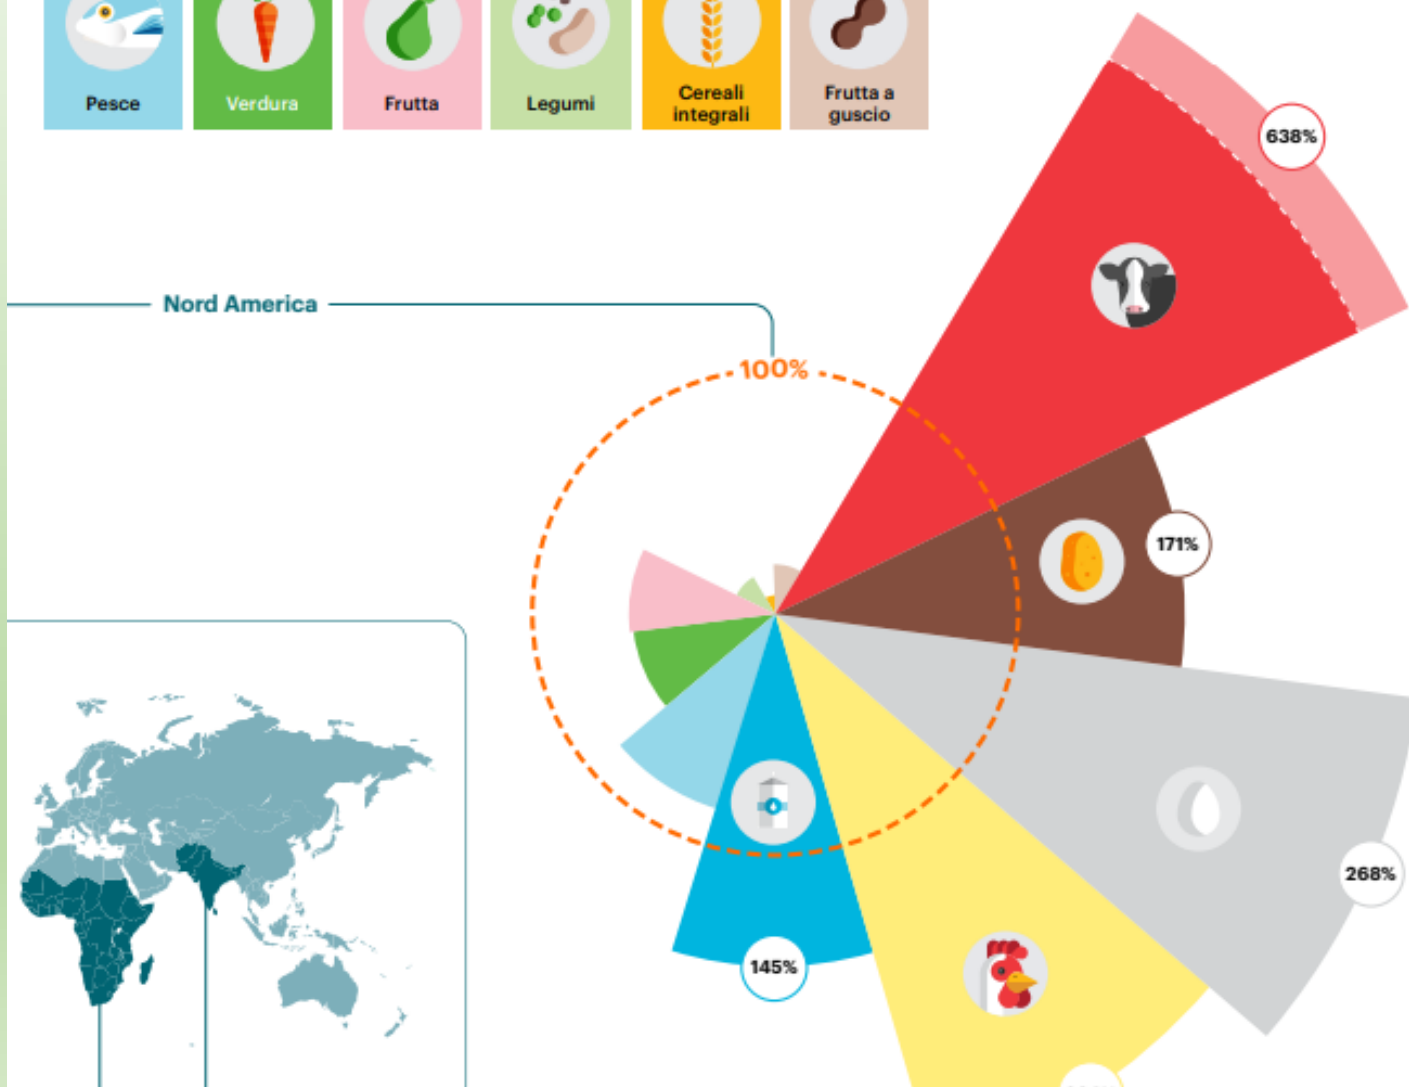 Pesce
Verdura
Frutta
Legumi
Cereali
integrali
Frutta a
guscio
638%
Nord America
100%
171%
268%
145%